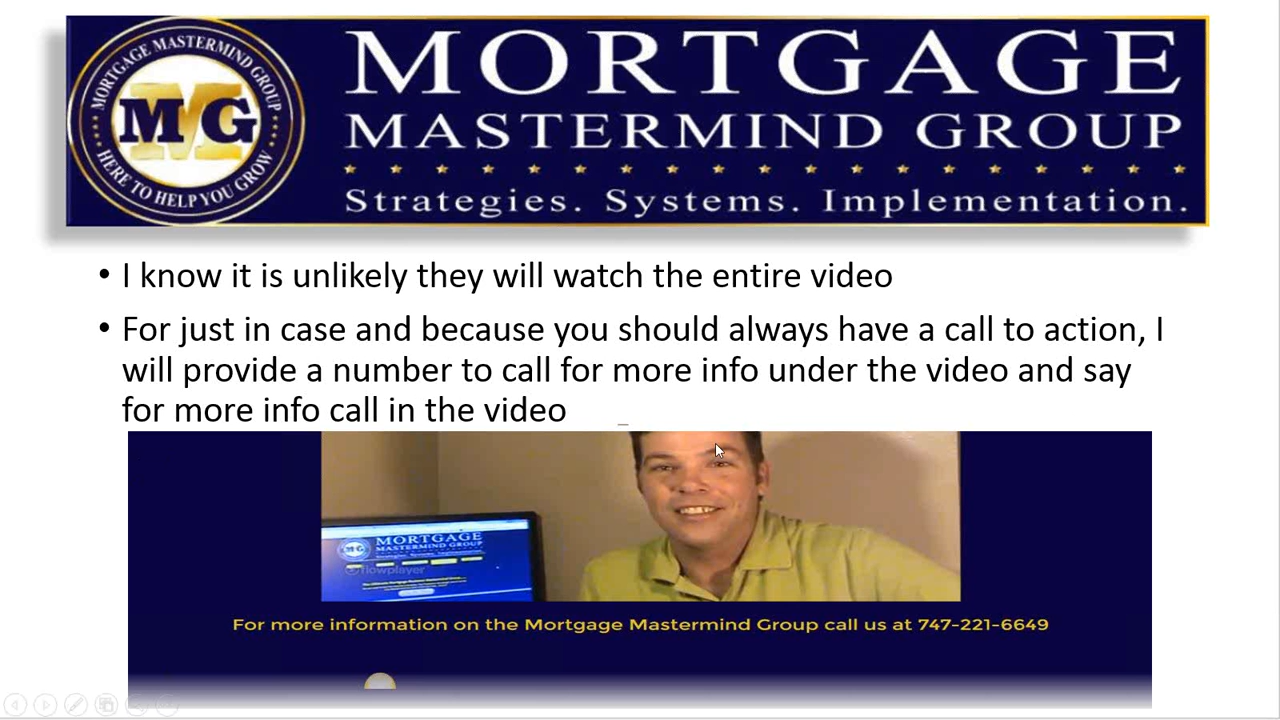 MORTGAGE MASTERMIND GROUP
MG
HERE TO HELP YOU GROW
MORTGAGE
MASTERMIND GROUP
Strategies. Systems. Implementation.
• I know it is unlikely they will watch the entire video
• For just in case and because you should always have a call to action, I
will provide a number to call for more info under the video and say
for more info call in the video
MORTGAGE
MASTERMIND GROUP
flowplayer
For more information on the Mortgage Mastermind Group call us at 747-221-6649